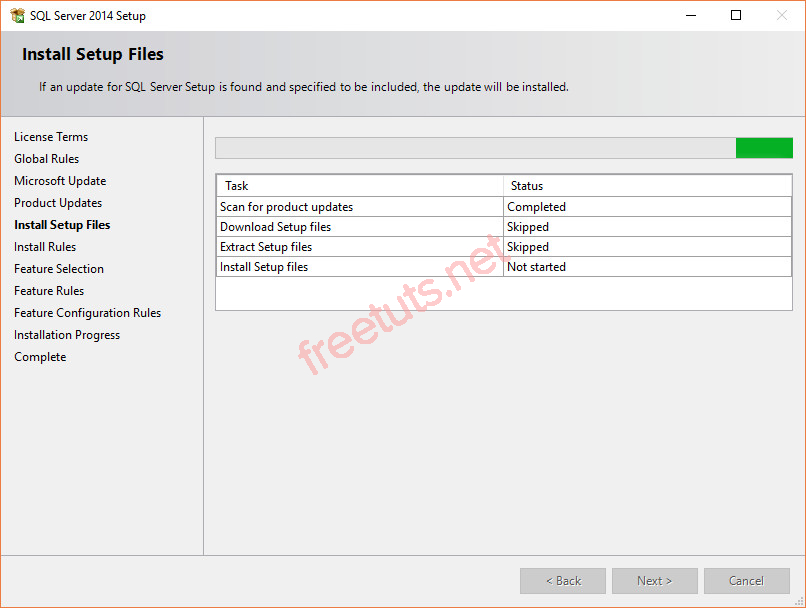 SQL Server 2014 Setup
Install Setup Files
If an update for SQL Server Setup is found and specified to be included, the update will be installed.
License Terms
Global Rules
Microsoft Update
Product Updates
Install Setup Files
Install Rules
Feature Selection
Feature Rules
Feature Configuration Rules
Installation Progress
Complete
Task Status
Scan for product updates Completed
Download Setup files Skipped
Extract Setup files Skipped
Install Setup files Not started
freetuts.net
< Back Next > Cancel